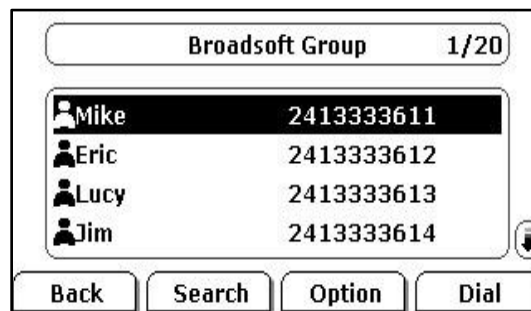 Broadsoft Group 1/20
Mike 2413333611
Eric 2413333612
Lucy 2413333613
Jim 2413333614
Back Search Option Dial